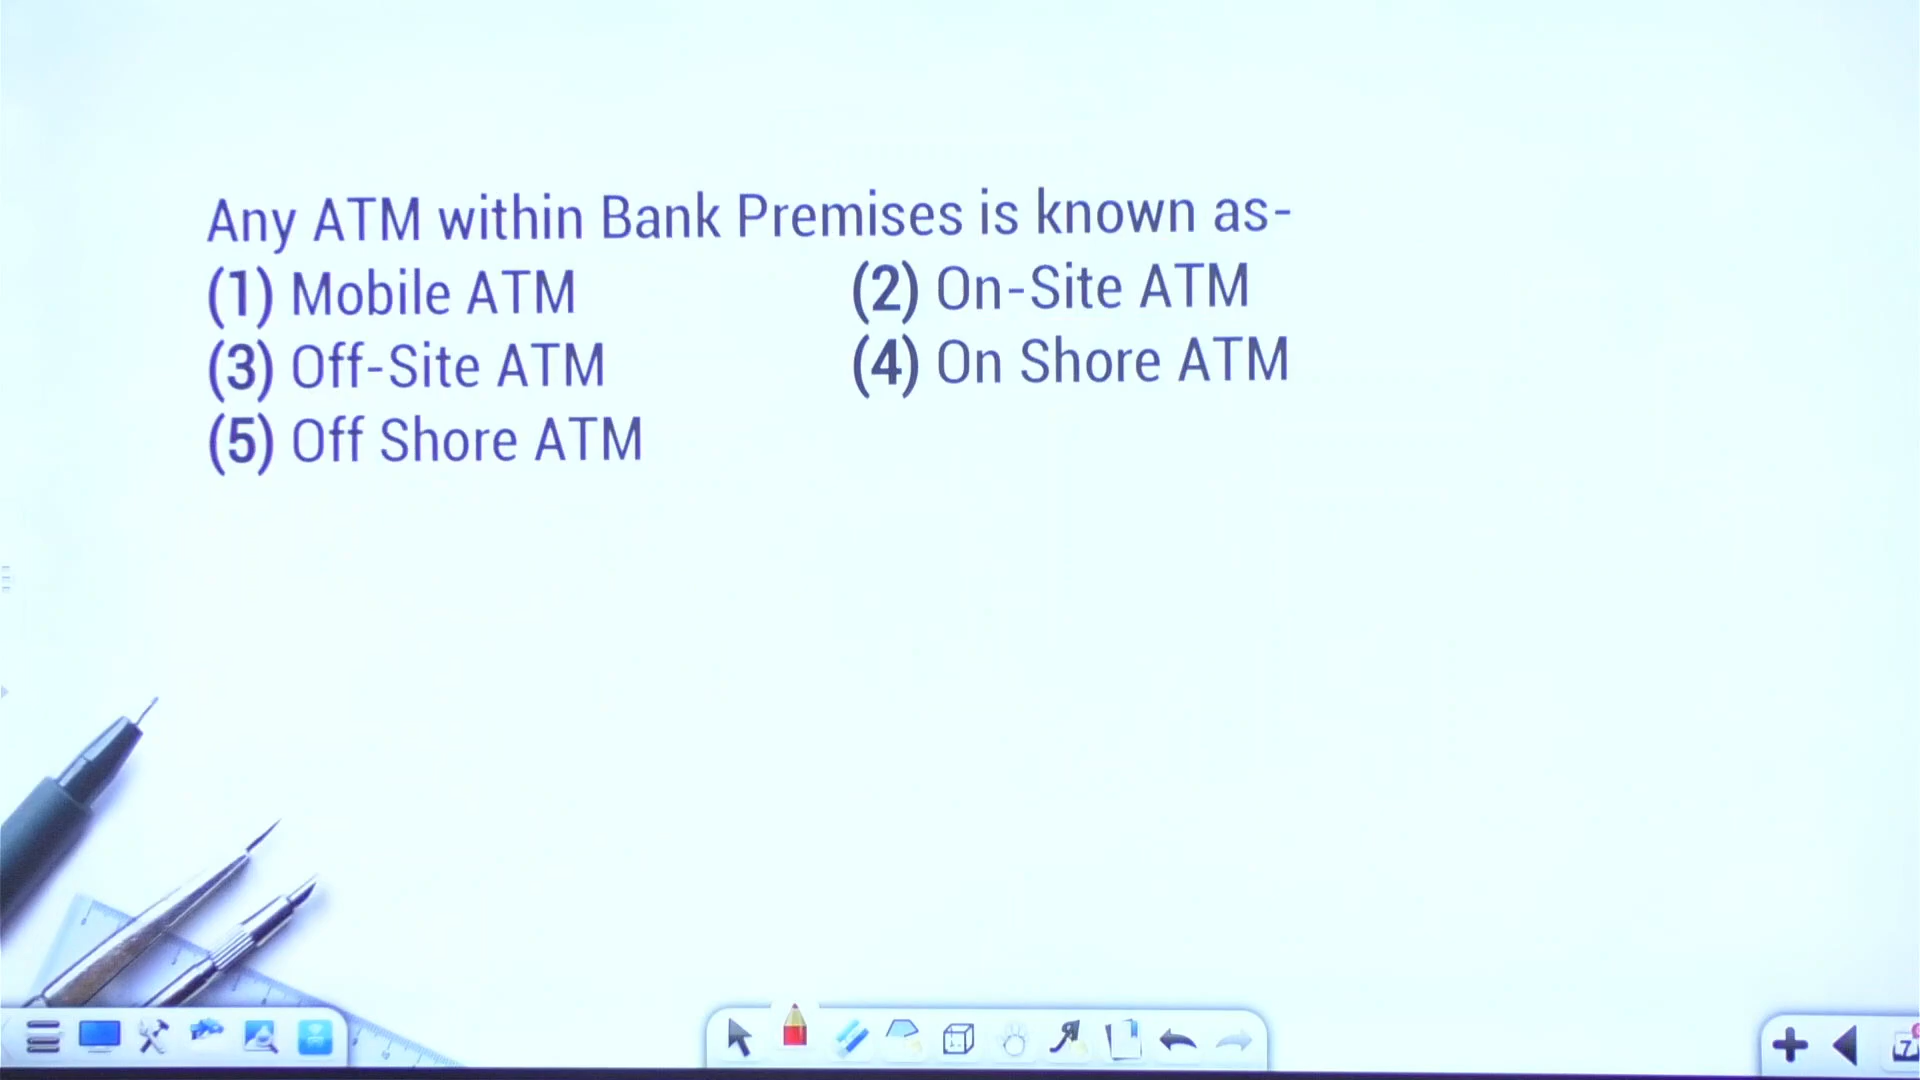 Any ATM within Bank Premises is known as-
(1) Mobile ATM (2) On-Site ATM
(3) Off-Site ATM (4) On Shore ATM
(5) Off Shore ATM
7